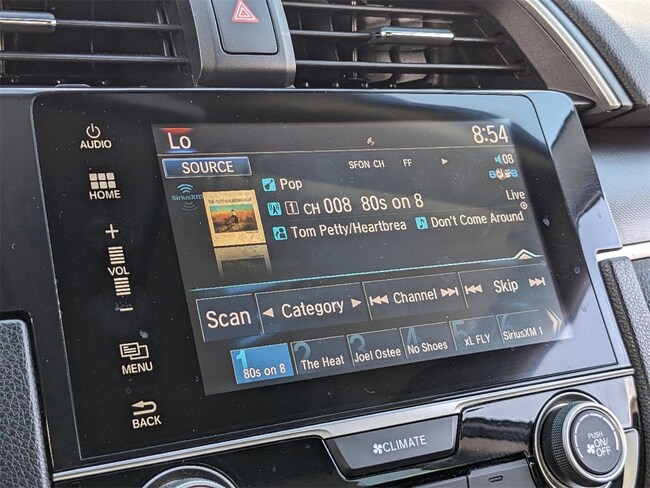 Lo
8:54
AUDIO
SOURCE
SFON CH FF
08
HOME
SiriusXM
Pop
Live
1 CH 008 80s on 8
Tom Petty/Heartbrea Don't Come Around
+
VOL
-
Scan Category Channel Skip
MENU
1 2 3 4 5 6
80s on 8 The Heat Joel Ostee No Shoes XL FLY SiriusXM 1
BACK
CLIMATE
PUSH
ON/
OFF